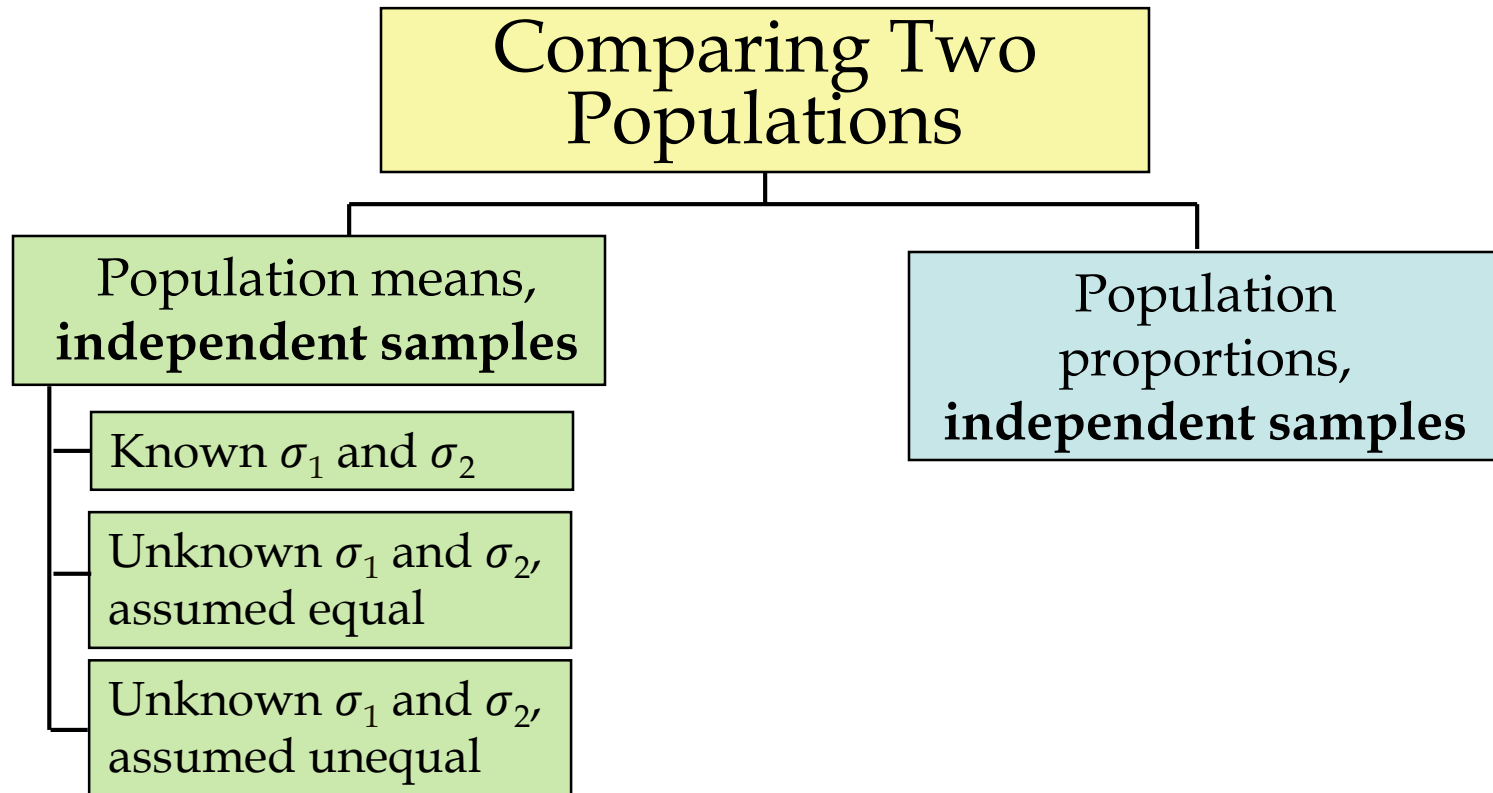 Comparing Two
Populations
Population means,
independent samples
Known σ₁ and σ₂
Unknown σ₁ and σ₂,
assumed equal
Unknown σ₁ and σ₂,
assumed unequal
Population
proportions,
independent samples